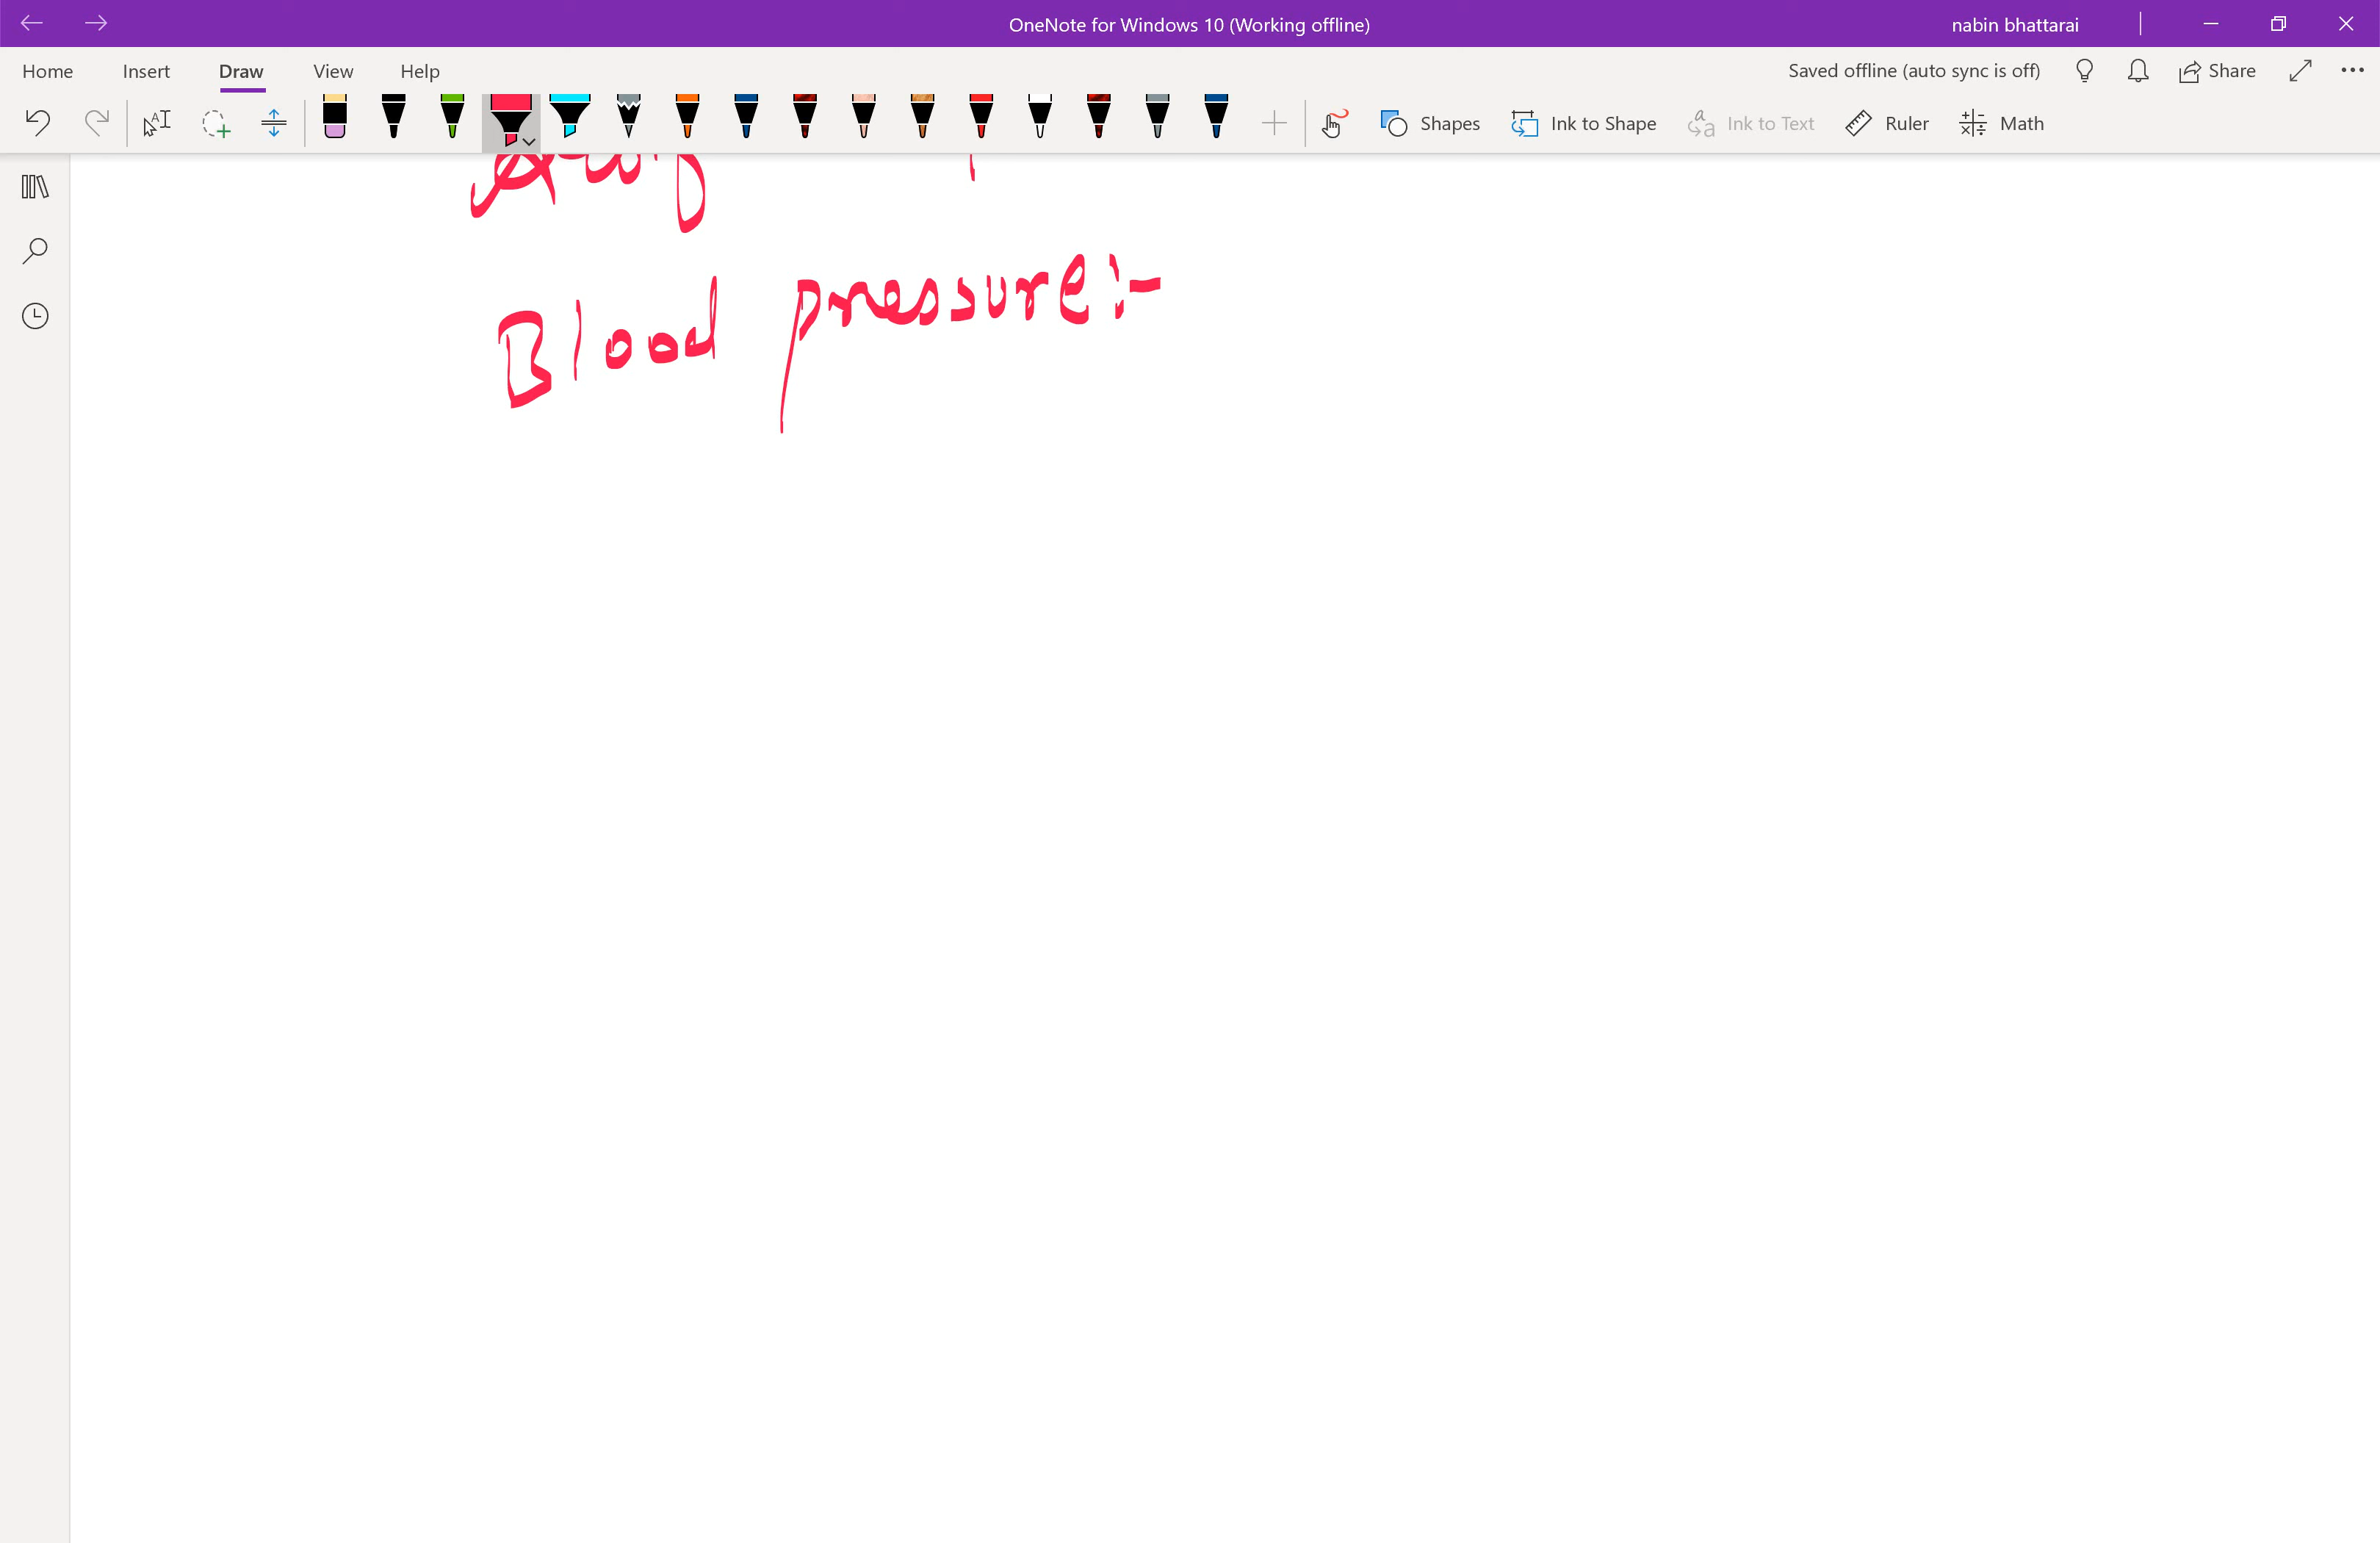 OneNote for Windows 10 (Working offline)
nabin bhattarai
Home Insert Draw View Help
Saved offline (auto sync is off)
Share
Shapes
Ink to Shape
Ink to Text
Ruler
Math
Blood pressure:-